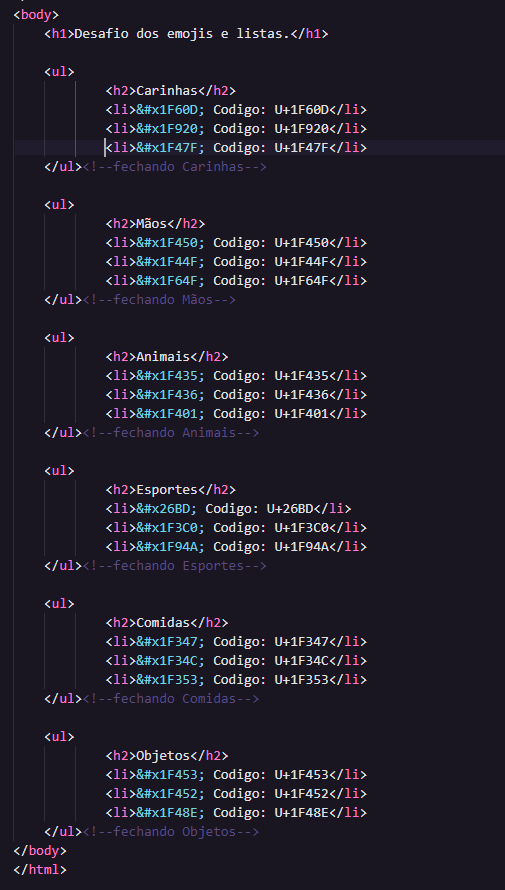 <body>
<h1>Desafio dos emojis e listas.</h1>
<ul>
<h2>Carinhas</h2>
<li>&#x1F60D; Codigo: U+1F60D</li>
<li>&#x1F920; Codigo: U+1F920</li>
<li>&#x1F47F; Codigo: U+1F47F</li>
</ul><!--fechando Carinhas-->
<ul>
<h2>Mãos</h2>
<li>&#x1F450; Codigo: U+1F450</li>
<li>&#x1F44F; Codigo: U+1F44F</li>
<li>&#x1F64F; Codigo: U+1F64F</li>
</ul><!--fechando Mãos-->
<ul>
<h2>Animais</h2>
<li>&#x1F435; Codigo: U+1F435</li>
<li>&#x1F436; Codigo: U+1F436</li>
<li>&#x1F401; Codigo: U+1F401</li>
</ul><!--fechando Animais-->
<ul>
<h2>Esportes</h2>
<li>&#x26BD; Codigo: U+26BD</li>
<li>&#x1F3C0; Codigo: U+1F3C0</li>
<li>&#x1F94A; Codigo: U+1F94A</li>
</ul><!--fechando Esportes-->
<ul>
<h2>Comidas</h2>
<li>&#x1F347; Codigo: U+1F347</li>
<li>&#x1F34C; Codigo: U+1F34C</li>
<li>&#x1F353; Codigo: U+1F353</li>
</ul><!--fechando Comidas-->
<ul>
<h2>Objetos</h2>
<li>&#x1F453; Codigo: U+1F453</li>
<li>&#x1F452; Codigo: U+1F452</li>
<li>&#x1F48E; Codigo: U+1F48E</li>
</ul><!--fechando Objetos-->
</body>
</html>